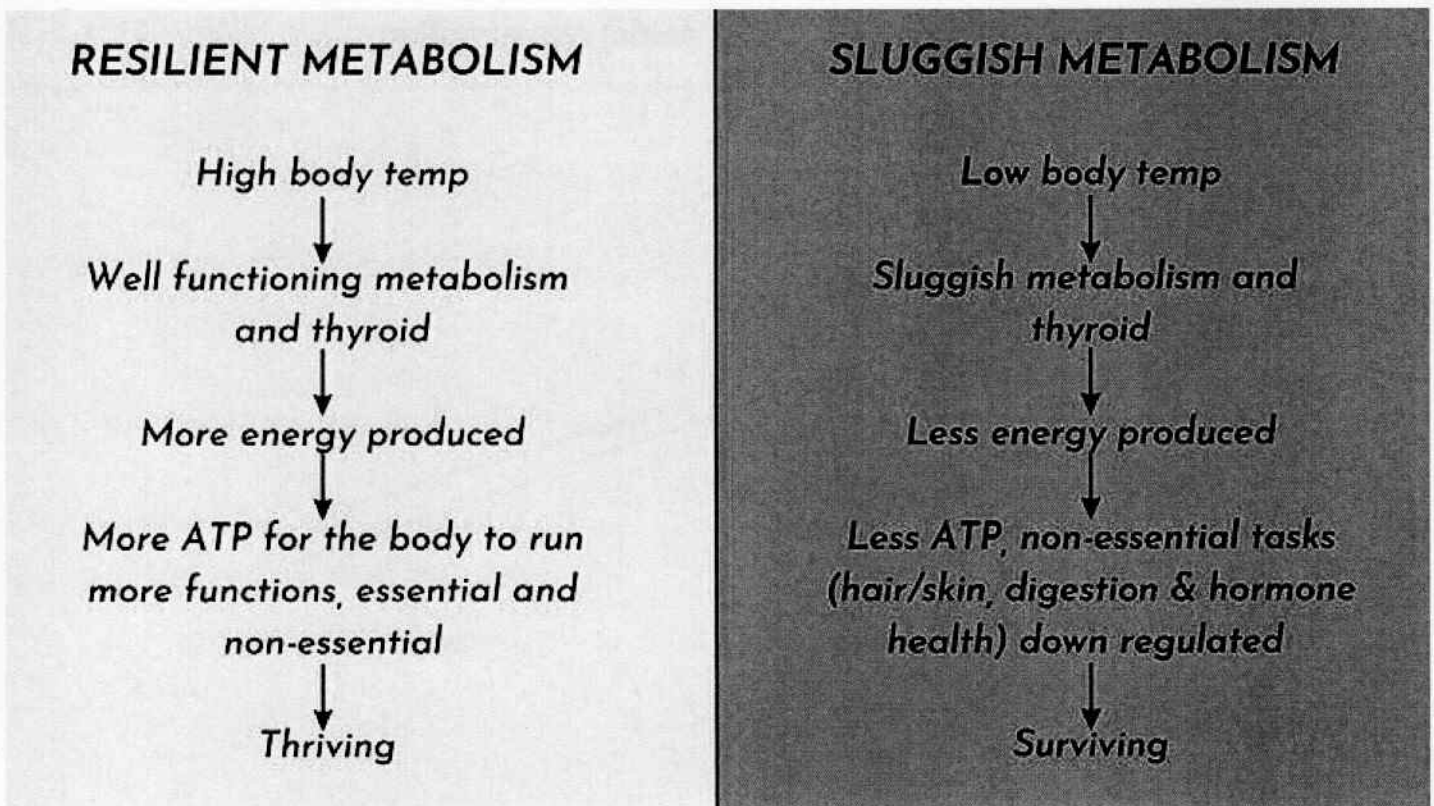 RESILIENT METABOLISM
High body temp
Well functioning metabolism
and thyroid
More energy produced
More ATP for the body to run
more functions, essential and
non-essential
Thriving
SLUGGISH METABOLISM
Low body temp
Sluggish metabolism and
thyroid
Less energy produced
Less ATP, non-essential tasks
(hair/skin, digestion & hormone
health) down regulated
Surviving